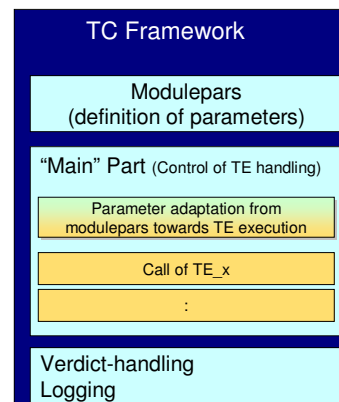 TC Framework
Modulepars
(definition of parameters)
“Main” Part (Control of TE handling)
Parameter adaptation from
modulepars towards TE execution
Call of TE_x
:
Verdict-handling
Logging